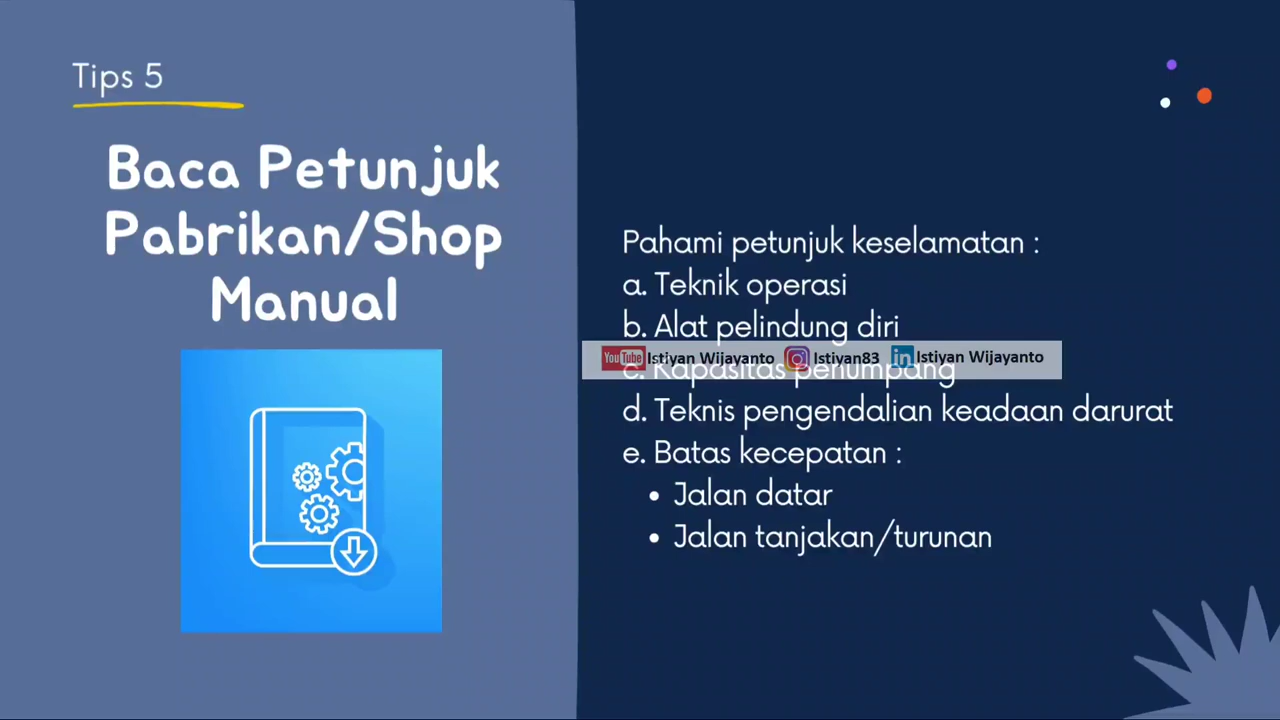 Tips 5
Baca Petunjuk
Pabrikan/Shop
Manual
Pahami petunjuk keselamatan :
a. Teknik operasi
b. Alat pelindung diri
YouTube Istiyan Wijayanto Istiyan83 in Istiyan Wijayanto
c. Kapasitas penumpang
d. Teknis pengendalian keadaan darurat
e. Batas kecepatan :
• Jalan datar
• Jalan tanjakan/turunan